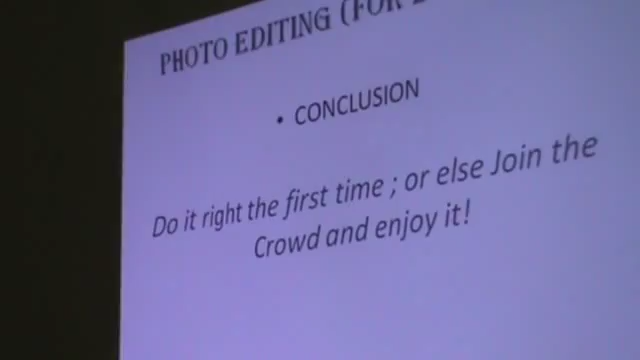 PHOTO EDITING (FOR
• CONCLUSION
Do it right the first time ; or else Join the
Crowd and enjoy it!